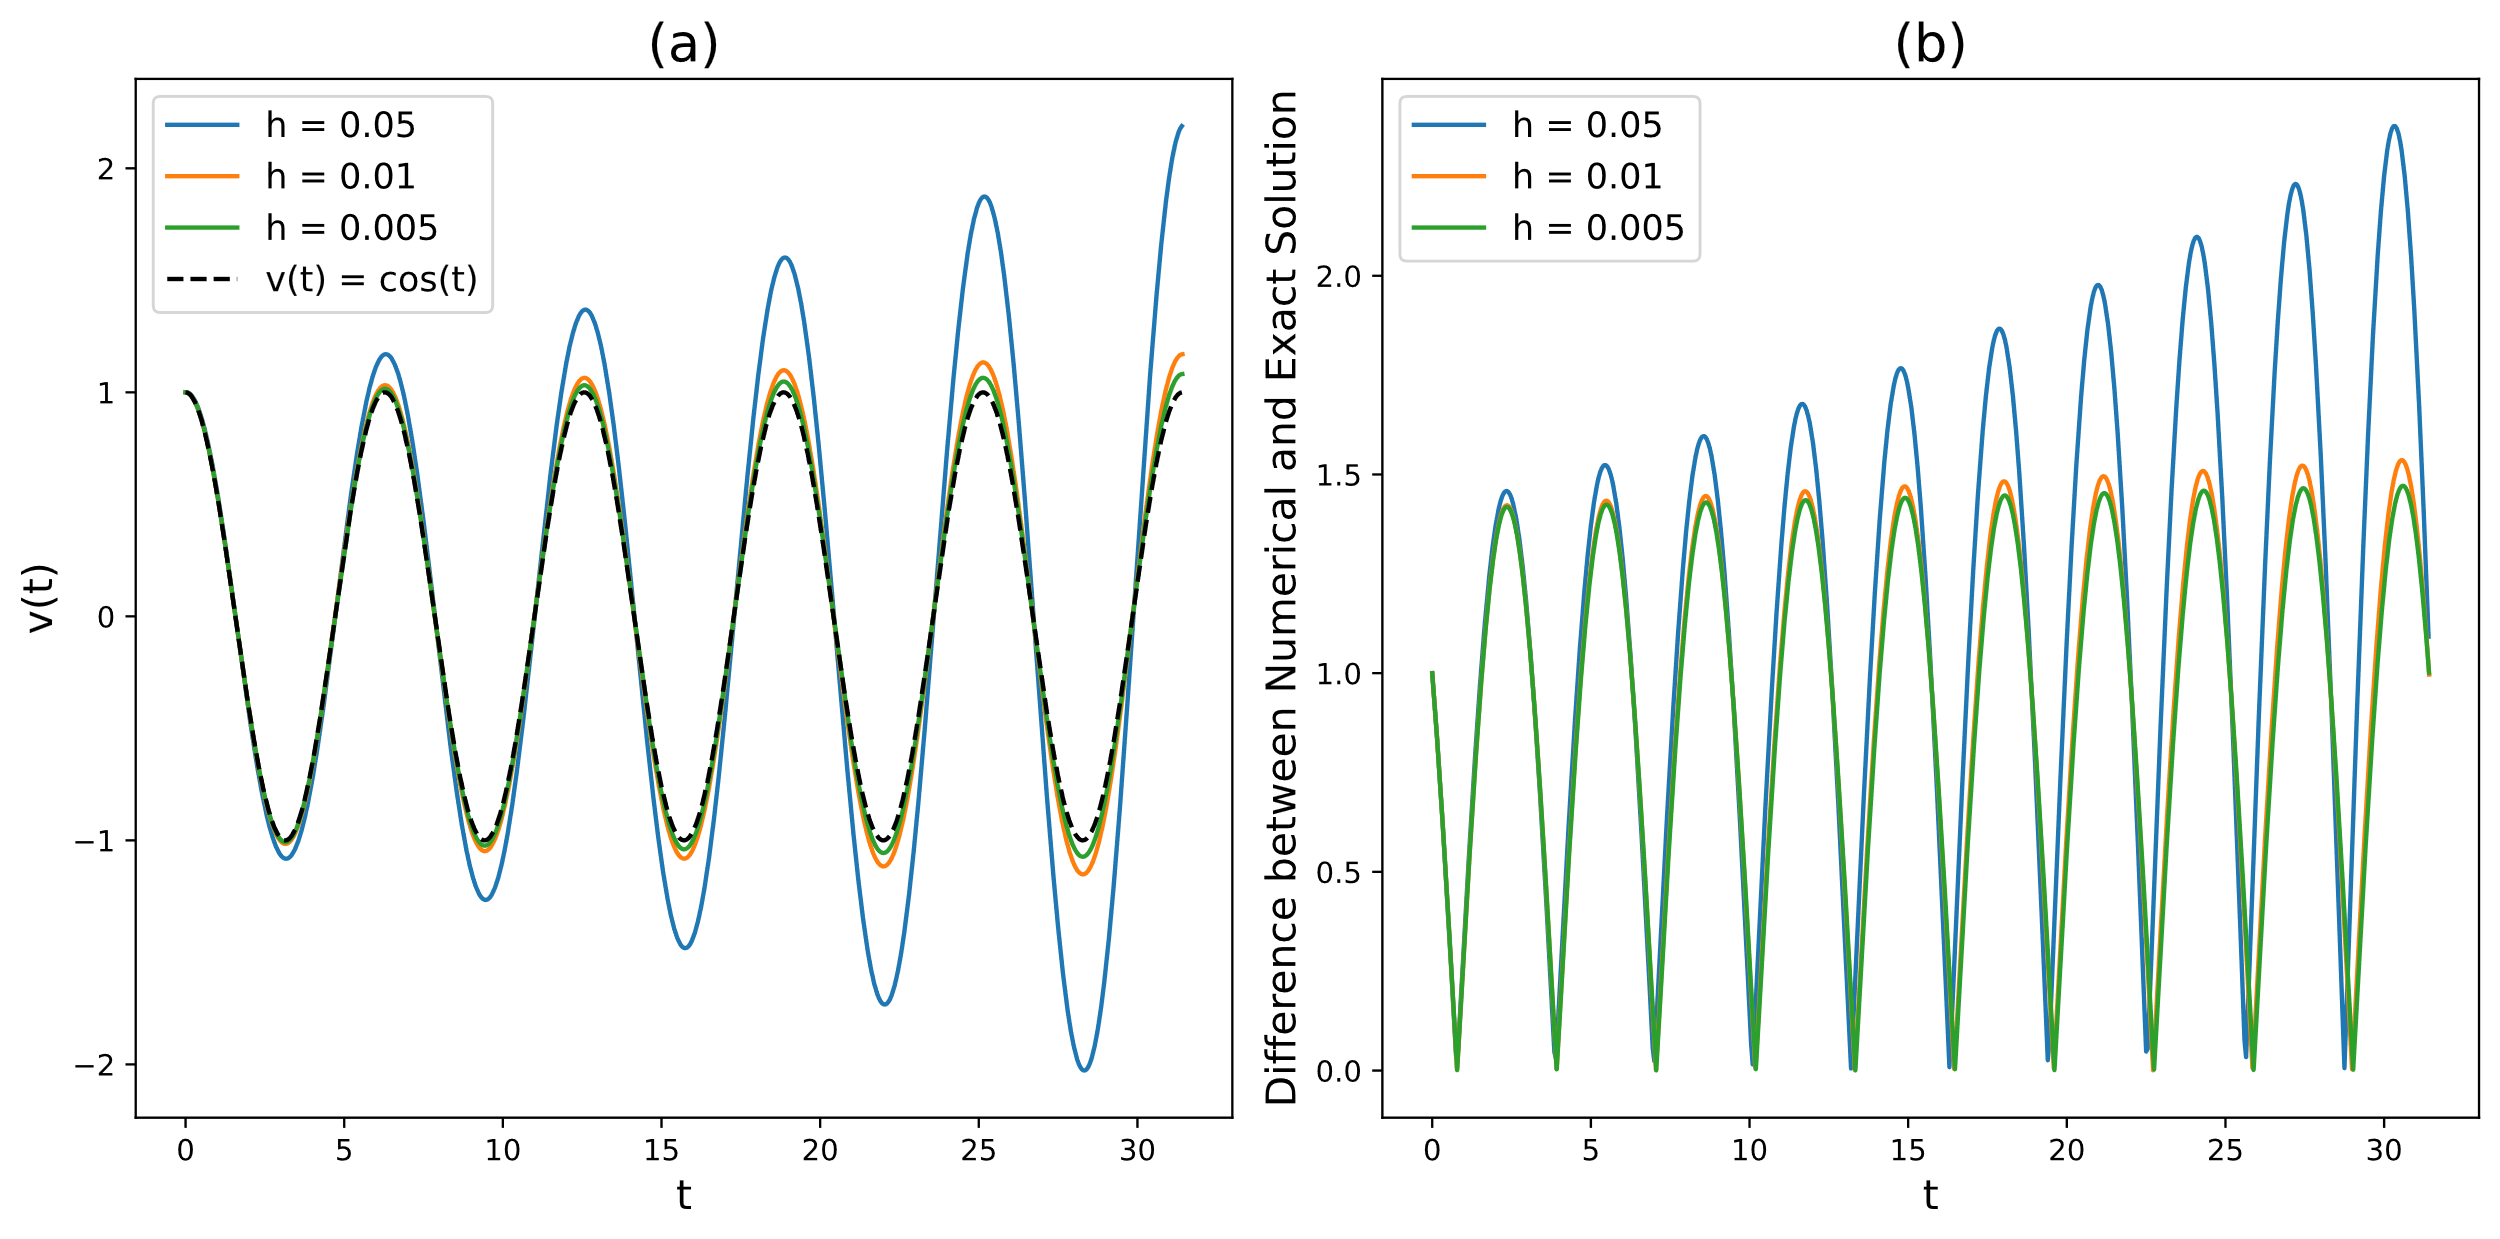 (a)
h = 0.05
h = 0.01
h = 0.005
v(t) = cos(t)
2
1
0
−1
−2
v(t)
0 5 10 15 20 25 30
t
(b)
h = 0.05
h = 0.01
h = 0.005
2.0
1.5
1.0
0.5
0.0
Difference between Numerical and Exact Solution
0 5 10 15 20 25 30
t